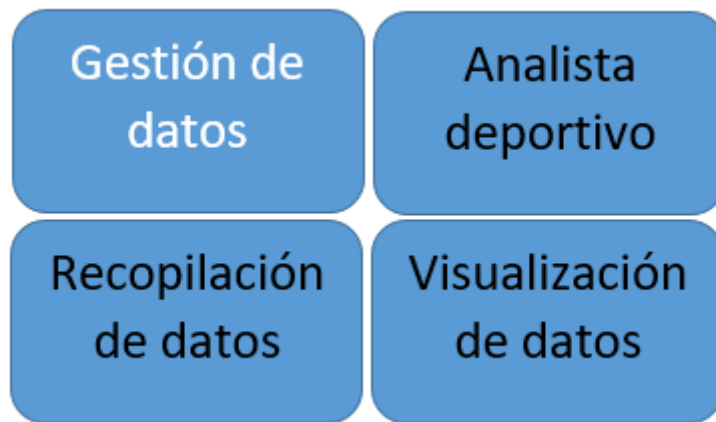 Gestión de
datos
Analista
deportivo
Recopilación
de datos
Visualización
de datos